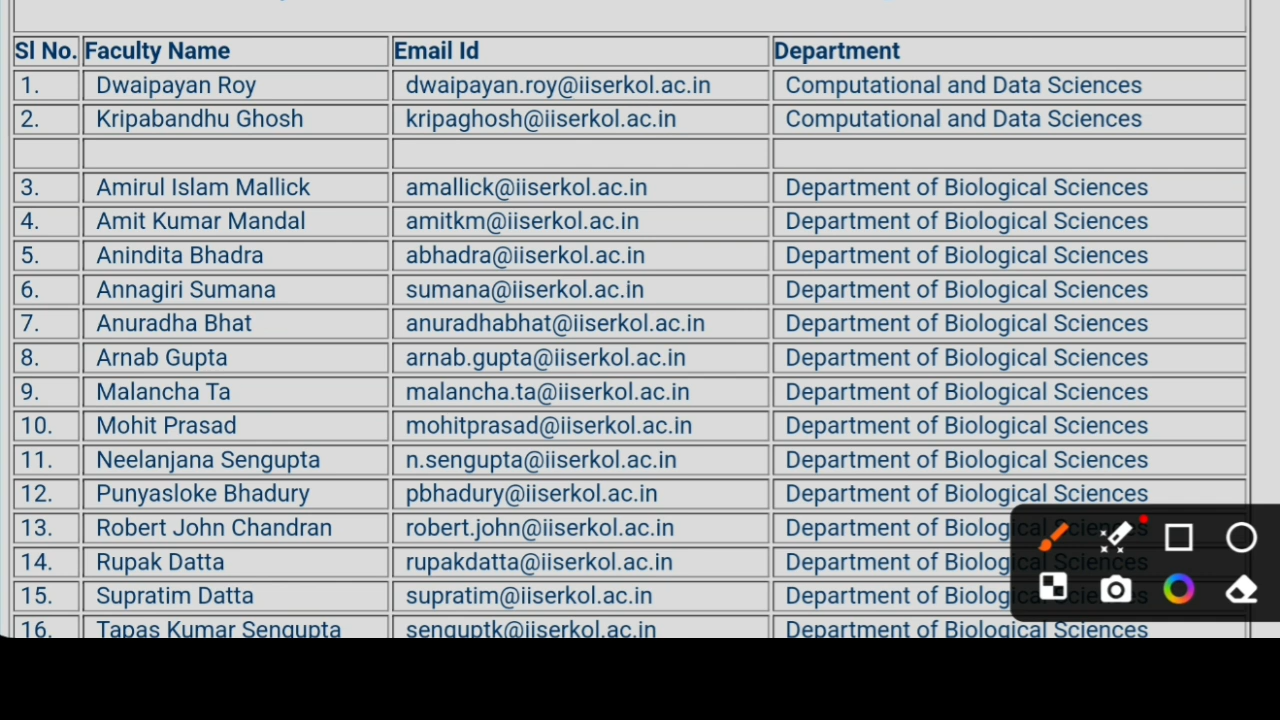 Sl No. Faculty Name Email Id Department
1. Dwaipayan Roy dwaipayan.roy@iiserkol.ac.in Computational and Data Sciences
2. Kripabandhu Ghosh kripaghosh@iiserkol.ac.in Computational and Data Sciences
3. Amirul Islam Mallick amallick@iiserkol.ac.in Department of Biological Sciences
4. Amit Kumar Mandal amitkm@iiserkol.ac.in Department of Biological Sciences
5. Anindita Bhadra abhadra@iiserkol.ac.in Department of Biological Sciences
6. Annagiri Sumana sumana@iiserkol.ac.in Department of Biological Sciences
7. Anuradha Bhat anuradhabhat@iiserkol.ac.in Department of Biological Sciences
8. Arnab Gupta arnab.gupta@iiserkol.ac.in Department of Biological Sciences
9. Malancha Ta malancha.ta@iiserkol.ac.in Department of Biological Sciences
10. Mohit Prasad mohitprasad@iiserkol.ac.in Department of Biological Sciences
11. Neelanjana Sengupta n.sengupta@iiserkol.ac.in Department of Biological Sciences
12. Punyasloke Bhadury pbhadury@iiserkol.ac.in Department of Biological Sciences
13. Robert John Chandran robert.john@iiserkol.ac.in Department of Biological Sciences
14. Rupak Datta rupakdatta@iiserkol.ac.in Department of Biological Sciences
15. Supratim Datta supratim@iiserkol.ac.in Department of Biological Sciences
16. Tapas Kumar Sengupta senguptk@iiserkol.ac.in Department of Biological Sciences